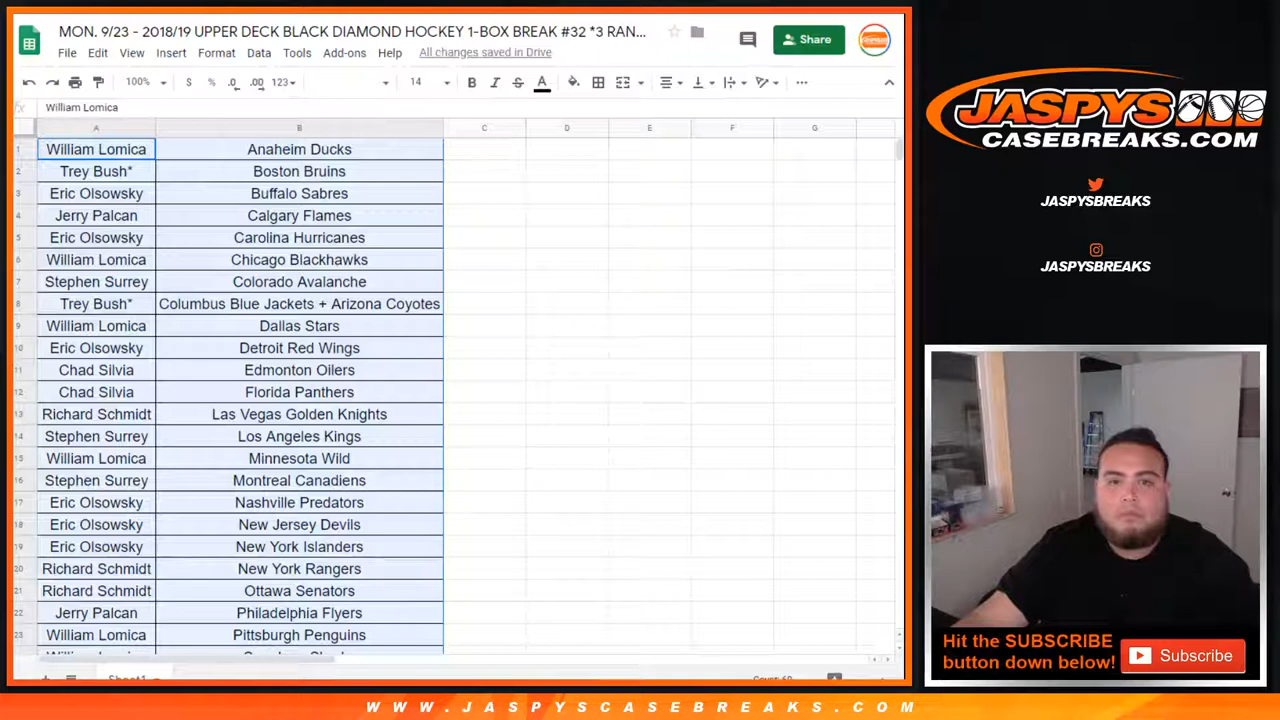 MON. 9/23 - 2018/19 UPPER DECK BLACK DIAMOND HOCKEY 1-BOX BREAK #32 *3 RAN...
File Edit View Insert Format Data Tools Add-ons Help All changes saved in Drive
Share
100% $ % .0 .00 123 14 B I S A
fx William Lomica
A B C D E F G
1 William Lomica Anaheim Ducks
2 Trey Bush* Boston Bruins
3 Eric Olsowsky Buffalo Sabres
4 Jerry Palcan Calgary Flames
5 Eric Olsowsky Carolina Hurricanes
6 William Lomica Chicago Blackhawks
7 Stephen Surrey Colorado Avalanche
8 Trey Bush* Columbus Blue Jackets + Arizona Coyotes
9 William Lomica Dallas Stars
10 Eric Olsowsky Detroit Red Wings
11 Chad Silvia Edmonton Oilers
12 Chad Silvia Florida Panthers
13 Richard Schmidt Las Vegas Golden Knights
14 Stephen Surrey Los Angeles Kings
15 William Lomica Minnesota Wild
16 Stephen Surrey Montreal Canadiens
17 Eric Olsowsky Nashville Predators
18 Eric Olsowsky New Jersey Devils
19 Eric Olsowsky New York Islanders
20 Richard Schmidt New York Rangers
21 Richard Schmidt Ottawa Senators
22 Jerry Palcan Philadelphia Flyers
23 William Lomica Pittsburgh Penguins
JASPYS
CASEBREAKS.COM
JASPYSBREAKS
JASPYSBREAKS
Hit the SUBSCRIBE
button down below!
Subscribe
WWW.JASPYSCASEBREAKS.COM